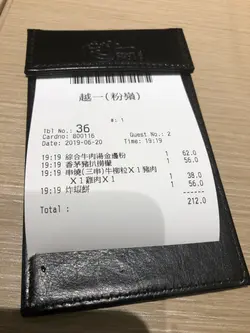 越一(粉嶺)
#: 1
Tbl No.: 36
Cardno: B00116 Guest No.: 2
Date: 2019-06-20 Time: 19:19
19:19 綜合牛肉湯金邊粉 1 62.0
19:19 香茅豬扒撈檬 1 56.0
19:19 串燒(三串)牛柳粒X1豬肉
X1雞肉X1 1 38.0
19:19 炸蝦餅 1 56.0
Total : 212.0